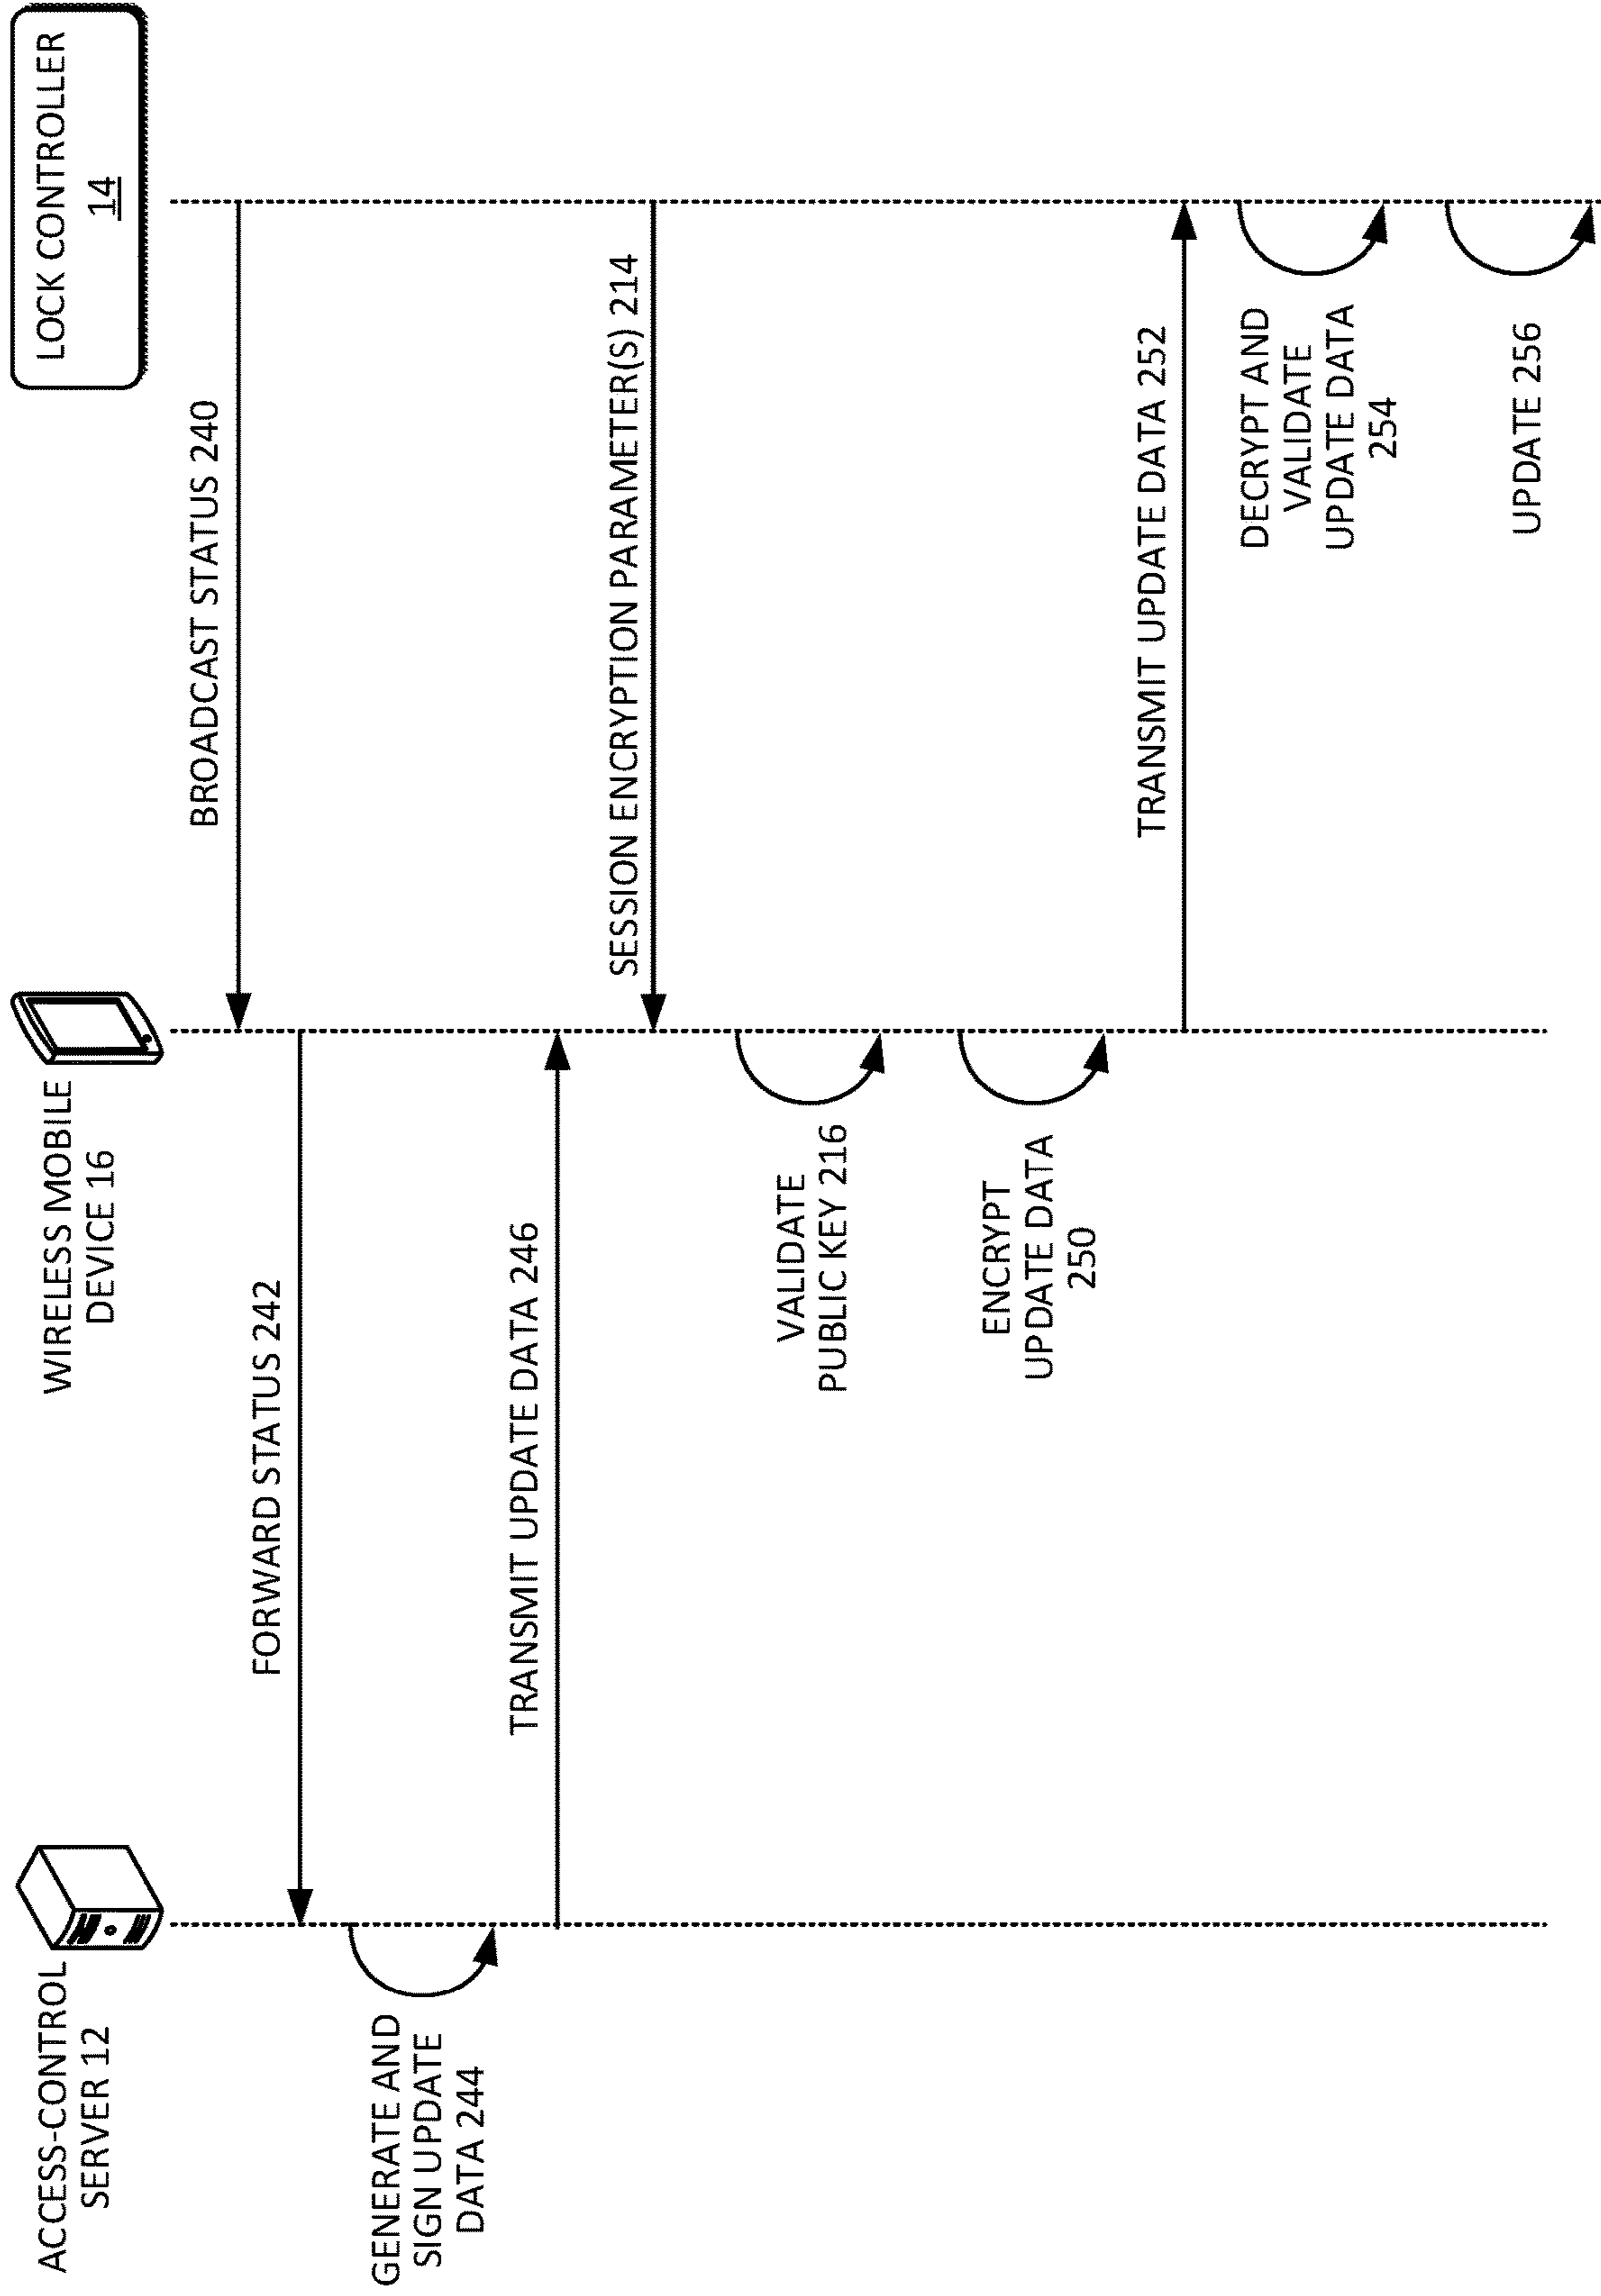 ACCESS-CONTROL
SERVER 12
WIRELESS MOBILE
DEVICE 16
LOCK CONTROLLER
14
BROADCAST STATUS 240
FORWARD STATUS 242
GENERATE AND
SIGN UPDATE
DATA 244
TRANSMIT UPDATE DATA 246
SESSION ENCRYPTION PARAMETER(S) 214
VALIDATE
PUBLIC KEY 216
ENCRYPT
UPDATE DATA
250
TRANSMIT UPDATE DATA 252
DECRYPT AND
VALIDATE
UPDATE DATA
254
UPDATE 256